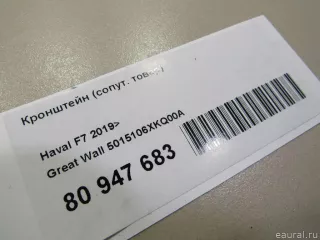 Кронштейн (сопут. товар)
Haval F7 2019>
Great Wall 5015106XKQ00A
80 947 683
eaural.ru